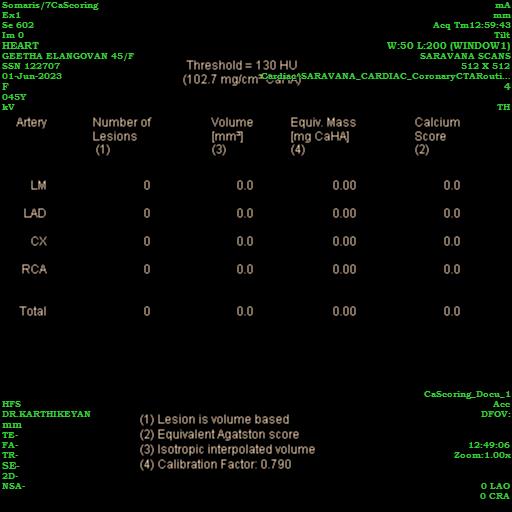 Somaris/7CaScoring
Ex1
Se 602
Im 0
HEART
GEETHA ELANGOVAN 45/F
SSN 122707
01-Jun-2023
F
045Y
kV
mA
mm
Acq Tm12:59:43
Tilt
W:50 L:200 (WINDOW1)
SARAVANA SCANS
512 X 512
Cardiac^SARAVANA_CARDIAC_CoronaryCTARouti...
4
TH
Threshold = 130 HU
(102.7 mg/cm³ CaHA)
Artery Number of Lesions (1) Volume [mm³] (3) Equiv. Mass [mg CaHA] (4) Calcium Score (2)
LM 0 0.0 0.00 0.0
LAD 0 0.0 0.00 0.0
CX 0 0.0 0.00 0.0
RCA 0 0.0 0.00 0.0
Total 0 0.0 0.00 0.0
(1) Lesion is volume based
(2) Equivalent Agatston score
(3) Isotropic interpolated volume
(4) Calibration Factor: 0.790
HFS
DR.KARTHIKEYAN
mm
TE-
FA-
TR-
SE-
2D-
NSA-
CaScoring_Docu_1
Acc
DFOV:
12:49:06
Zoom:1.00x
0 LAO
0 CRA